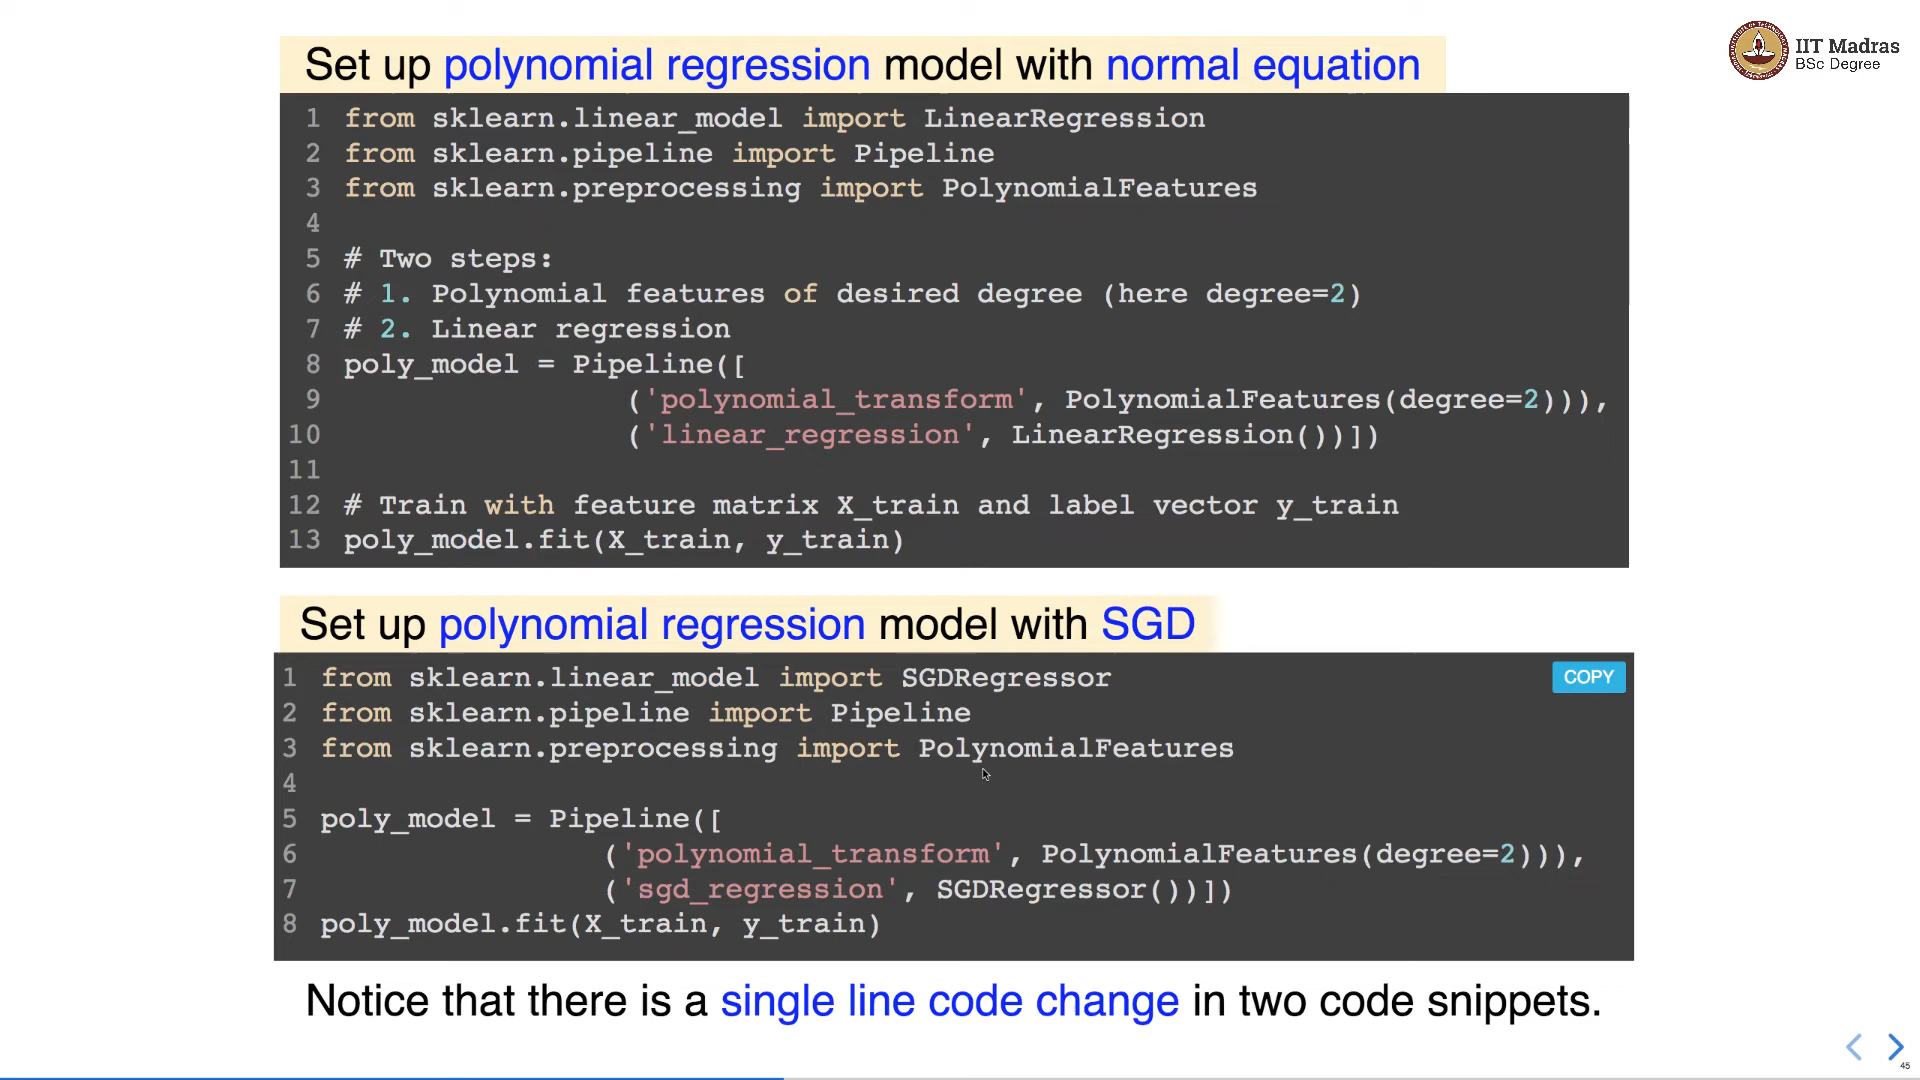 IIT Madras
BSc Degree
Set up polynomial regression model with normal equation
1 from sklearn.linear_model import LinearRegression
2 from sklearn.pipeline import Pipeline
3 from sklearn.preprocessing import PolynomialFeatures
4
5 # Two steps:
6 # 1. Polynomial features of desired degree (here degree=2)
7 # 2. Linear regression
8 poly_model = Pipeline([
9 ('polynomial_transform', PolynomialFeatures(degree=2))),
10 ('linear_regression', LinearRegression())])
11
12 # Train with feature matrix X_train and label vector y_train
13 poly_model.fit(X_train, y_train)
Set up polynomial regression model with SGD
COPY
1 from sklearn.linear_model import SGDRegressor
2 from sklearn.pipeline import Pipeline
3 from sklearn.preprocessing import PolynomialFeatures
4
5 poly_model = Pipeline([
6 ('polynomial_transform', PolynomialFeatures(degree=2))),
7 ('sgd_regression', SGDRegressor())])
8 poly_model.fit(X_train, y_train)
Notice that there is a single line code change in two code snippets.
45